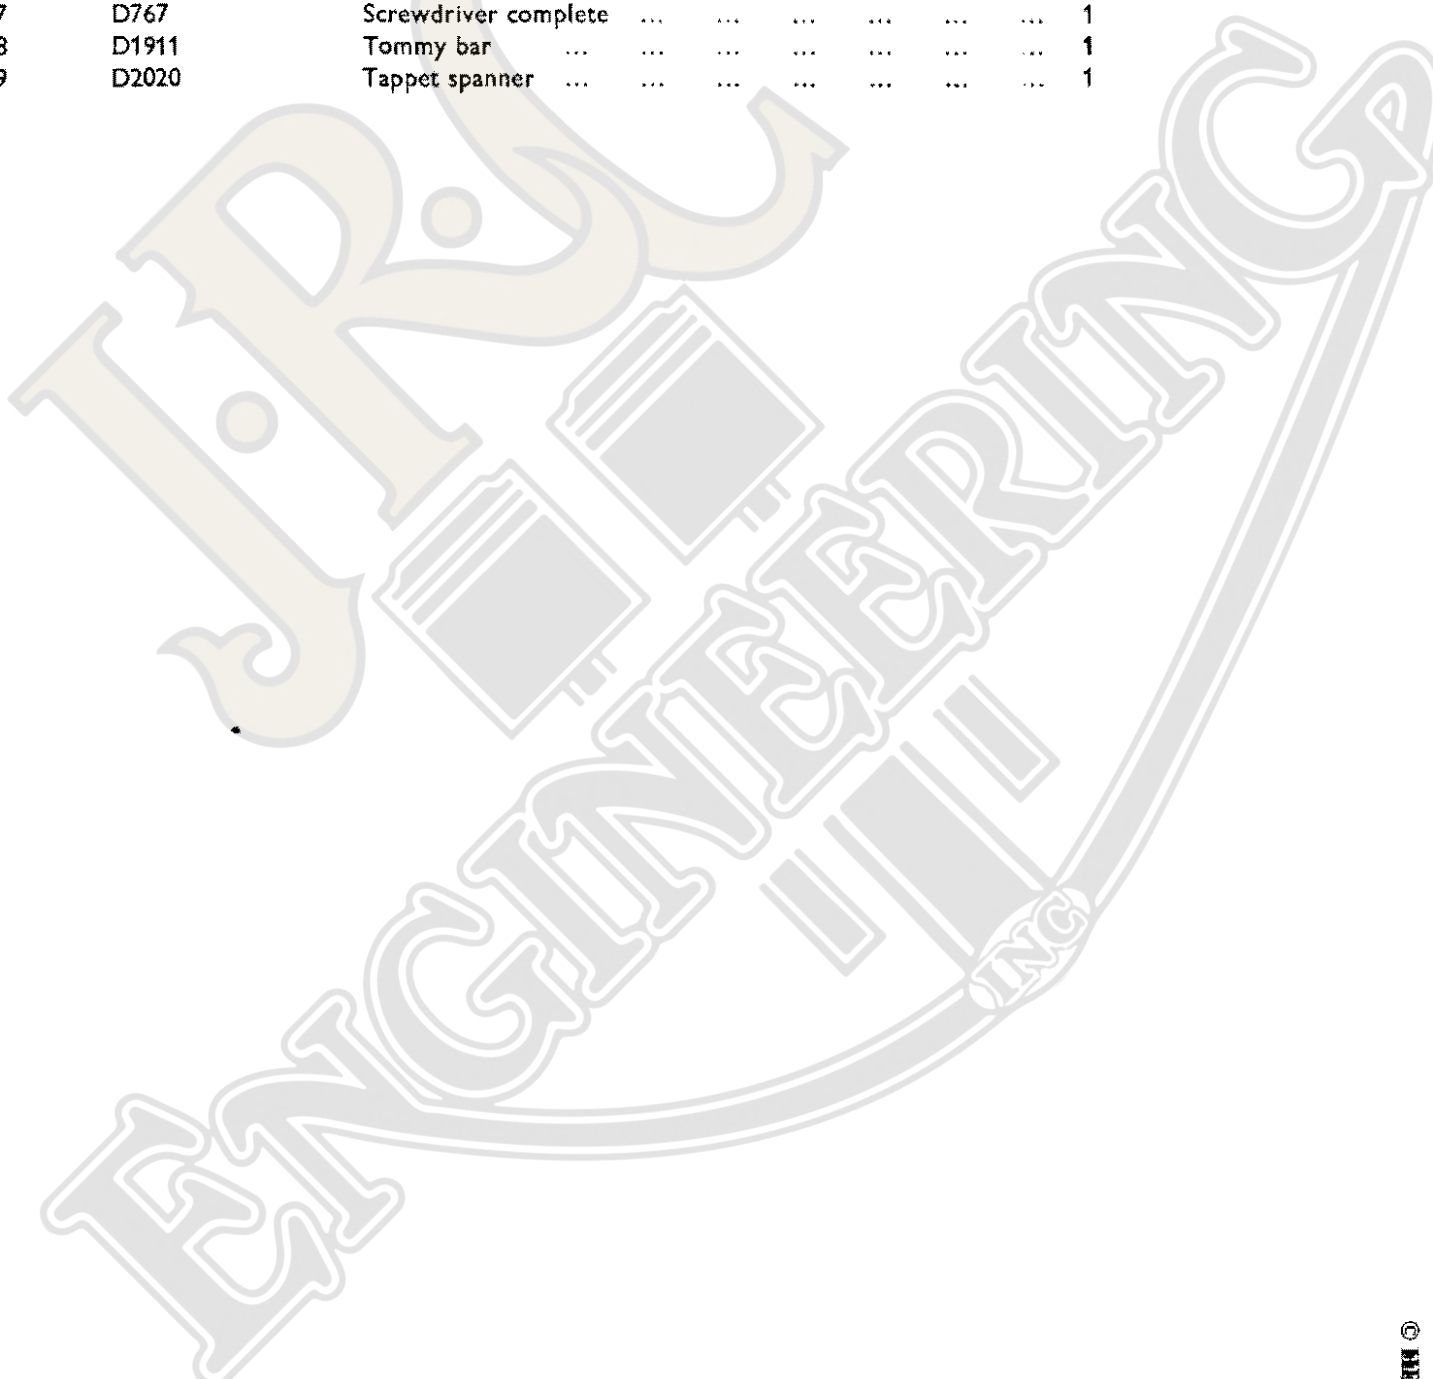 7 D767 Screwdriver complete ... ... ... ... ... ... 1
8 D1911 Tommy bar ... ... ... ... ... ... ... 1
9 D2020 Tappet spanner ... ... ... ... ... ... ... 1
J·R·C
ENGINEERING
INC
©